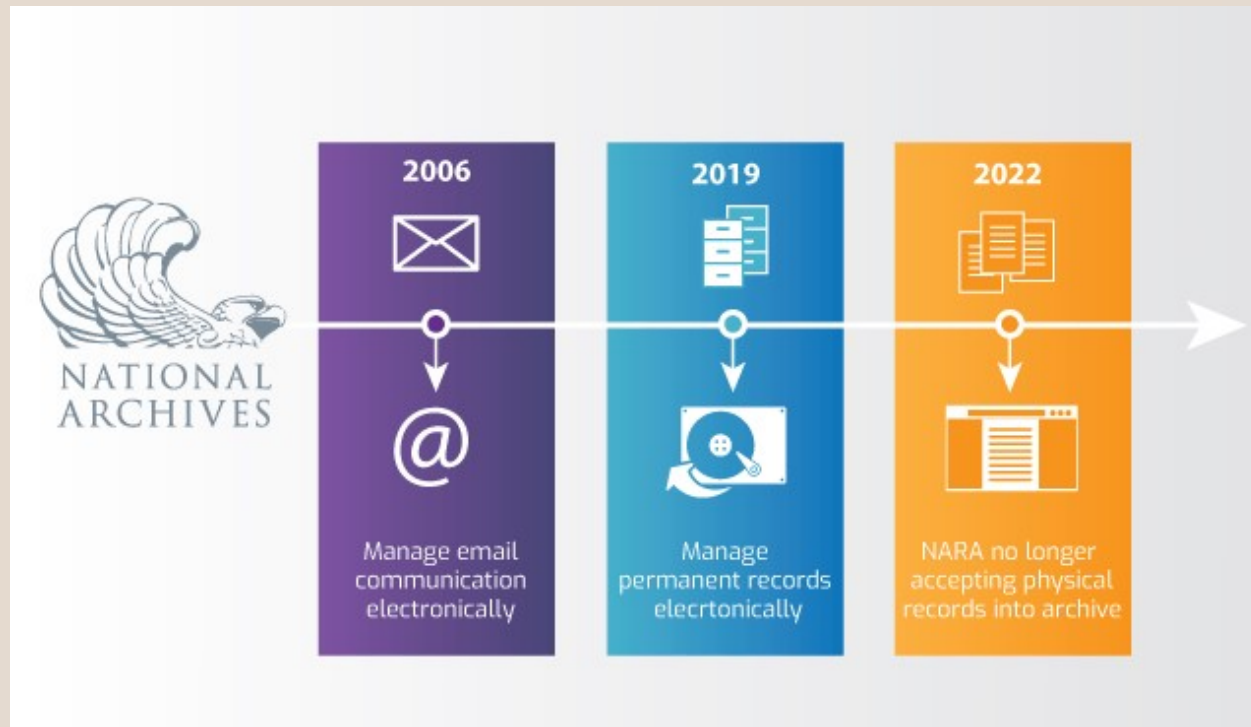 NATIONAL
ARCHIVES
2006
@
Manage email
communication
electronically
2019
Manage
permanent records
elecrtonically
2022
NARA no longer
accepting physical
records into archive